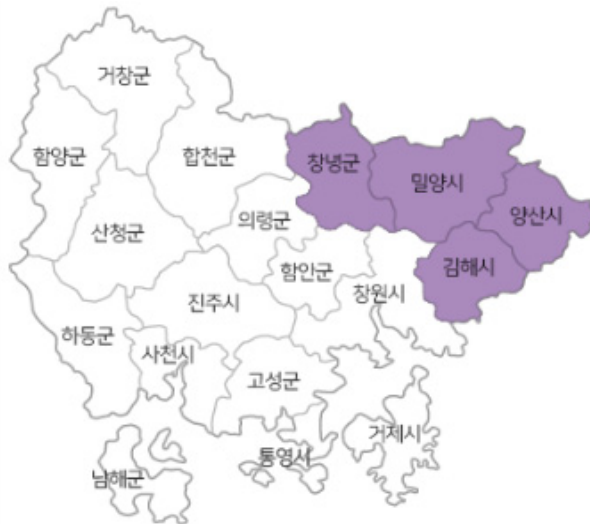 거창군
함양군
합천군
창녕군
밀양시
양산시
산청군
의령군
함안군
김해시
창원시
진주시
하동군
사천시
고성군
거제시
통영시
남해군